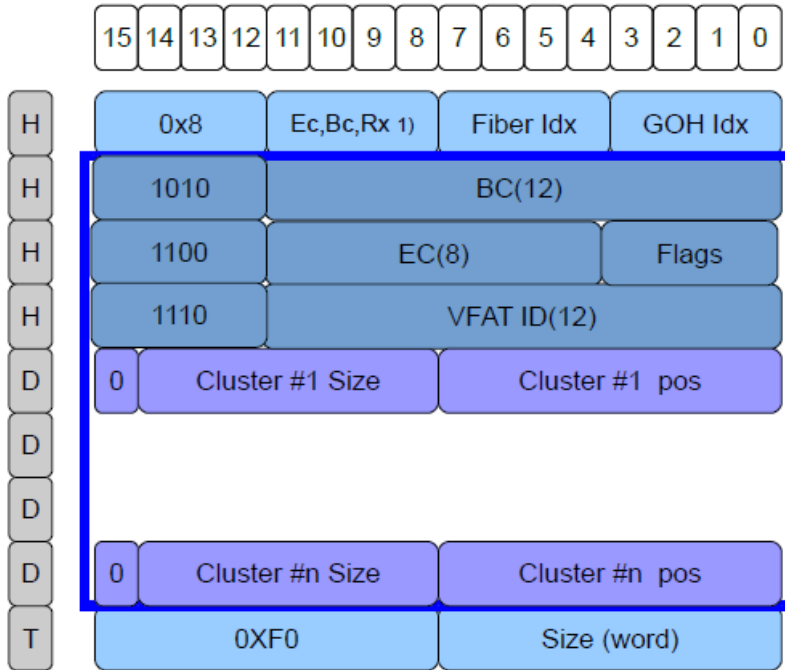 15 14 13 12 11 10 9 8 7 6 5 4 3 2 1 0
H 0x8 Ec,Bc,Rx 1) Fiber Idx GOH Idx
H 1010 BC(12)
H 1100 EC(8) Flags
H 1110 VFAT ID(12)
D 0 Cluster #1 Size Cluster #1 pos
D
D
D 0 Cluster #n Size Cluster #n pos
T 0XF0 Size (word)